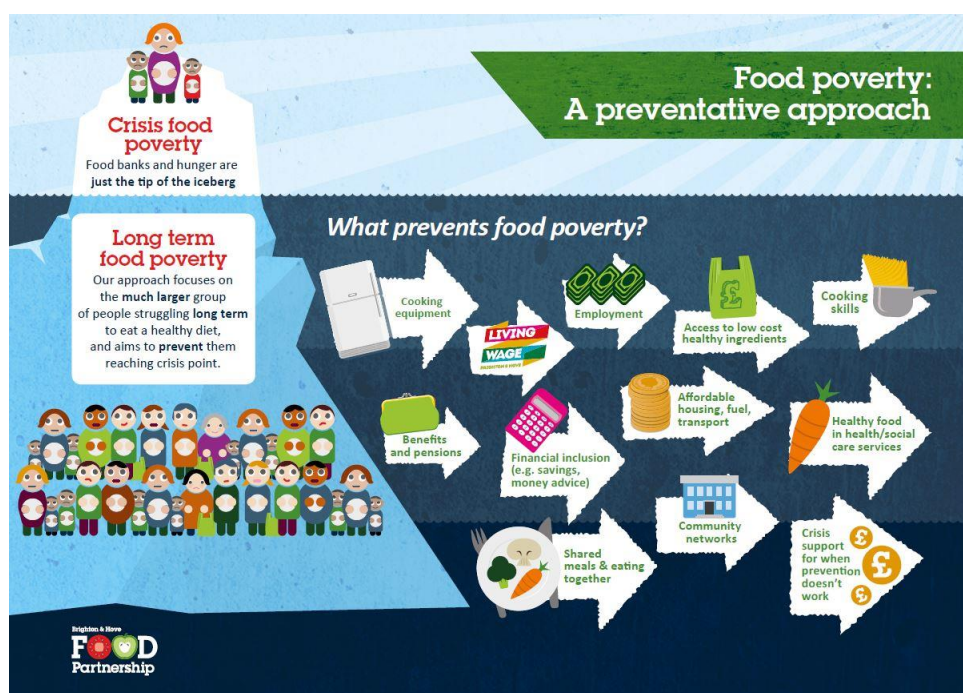 Food poverty:
A preventative approach
Crisis food
poverty
Food banks and hunger are
just the tip of the iceberg
Long term
food poverty
Our approach focuses on
the much larger group
of people struggling long term
to eat a healthy diet,
and aims to prevent them
reaching crisis point.
What prevents food poverty?
Cooking
equipment
LIVING
WAGE
Employment
£
Access to low cost
healthy ingredients
Cooking
skills
Benefits
and pensions
Financial inclusion
(e.g. savings,
money advice)
Affordable
housing, fuel,
transport
Healthy food
in health/social
care services
Shared
meals & eating
together
Community
networks
Crisis
support
for when
prevention
doesn't
work
£
£
£
Brighton & Hove
FOOD
Partnership